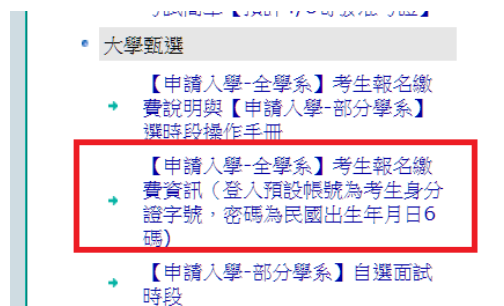 大學甄選
【申請入學-全學系】考生報名繳
費說明與【申請入學-部分學系】
選時段操作手冊
【申請入學-全學系】考生報名繳
費資訊（登入預設帳號為考生身分
證字號，密碼為民國出生年月日6
碼)
【申請入學-部分學系】自選面試
時段